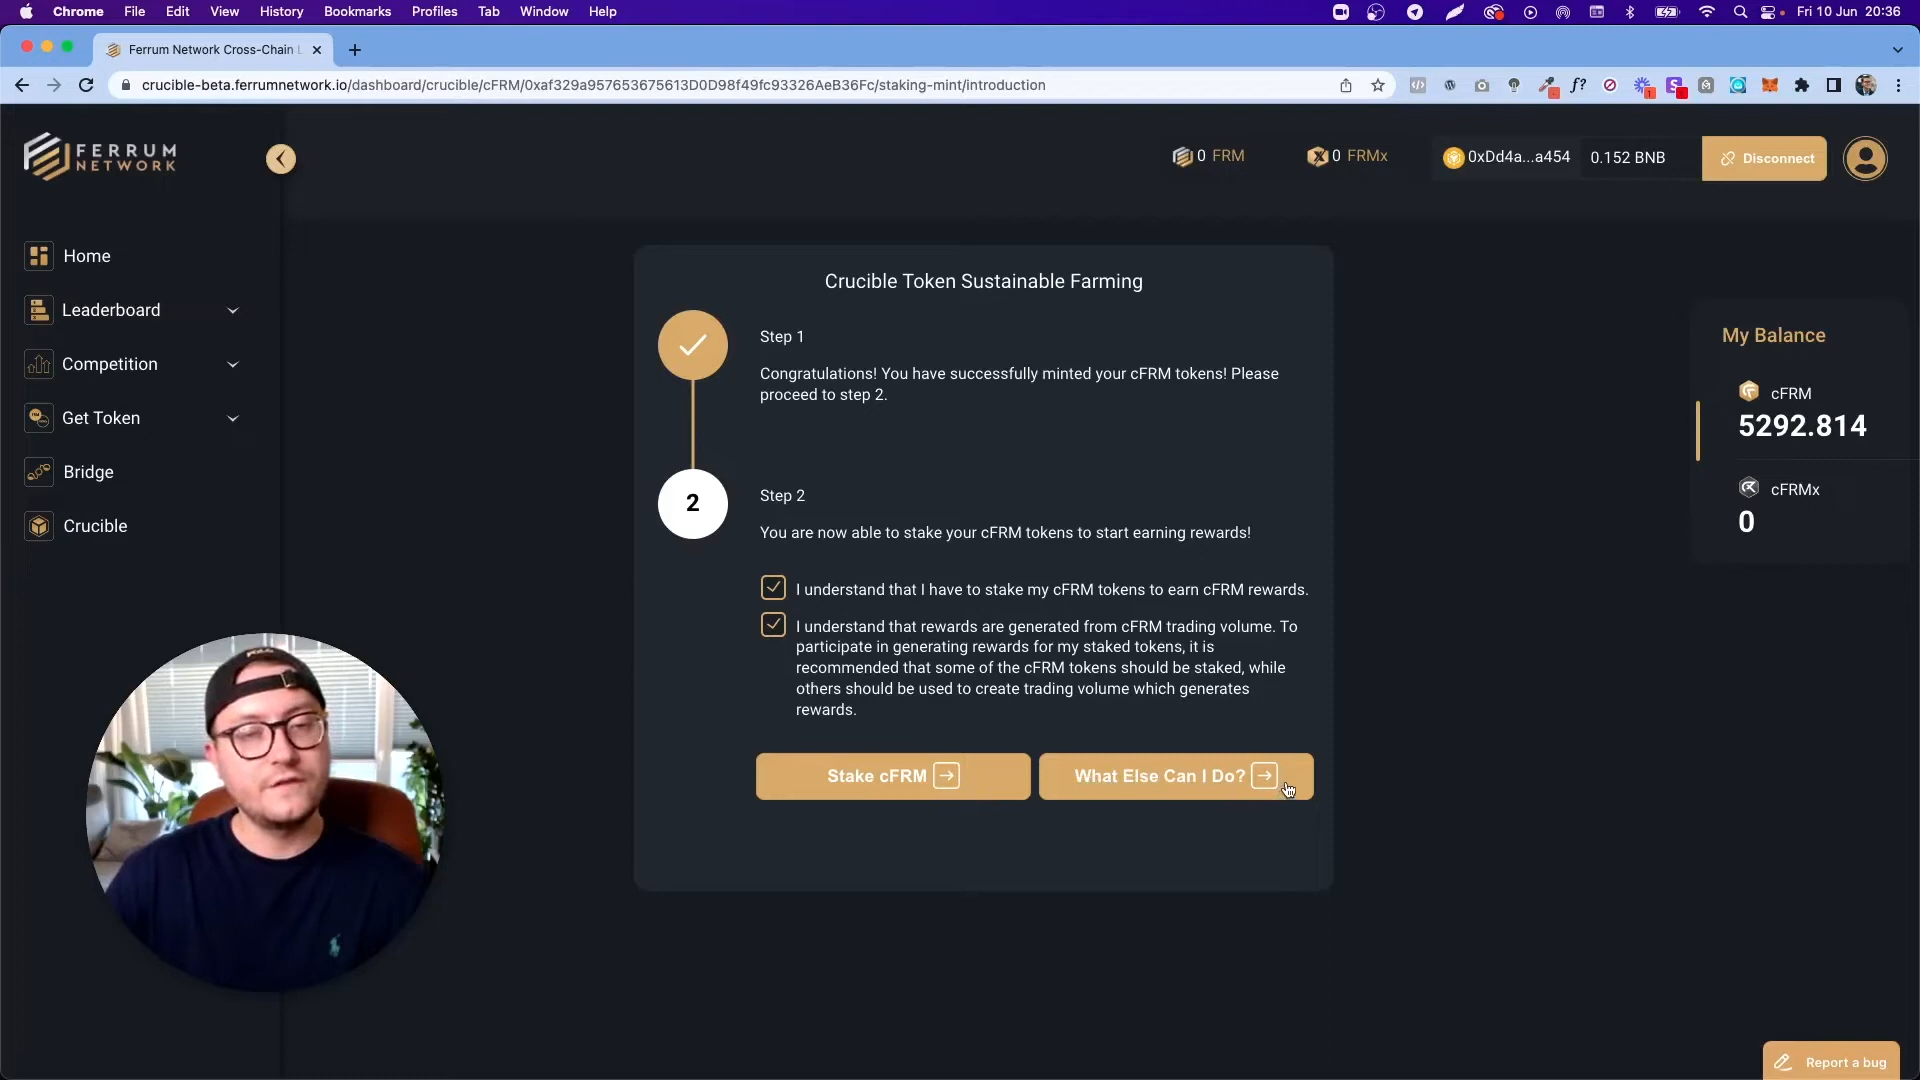 Chrome File Edit View History Bookmarks Profiles Tab Window Help Fri 10 Jun 20:36
Ferrum Network Cross-Chain L
crucible-beta.ferrumnetwork.io/dashboard/crucible/cFRM/0xaf329a957653675613D0D98f49fc93326AeB36Fc/staking-mint/introduction
FERRUM
NETWORK
0 FRM
0 FRMx
0xDd4a...a454
0.152 BNB
Disconnect
Home
Leaderboard
Competition
Get Token
Bridge
Crucible
Crucible Token Sustainable Farming
Step 1
Congratulations! You have successfully minted your cFRM tokens! Please
proceed to step 2.
2
Step 2
You are now able to stake your cFRM tokens to start earning rewards!
I understand that I have to stake my cFRM tokens to earn cFRM rewards.
I understand that rewards are generated from cFRM trading volume. To
participate in generating rewards for my staked tokens, it is
recommended that some of the cFRM tokens should be staked, while
others should be used to create trading volume which generates
rewards.
Stake cFRM
What Else Can I Do?
My Balance
cFRM
5292.814
cFRMx
0
Report a bug